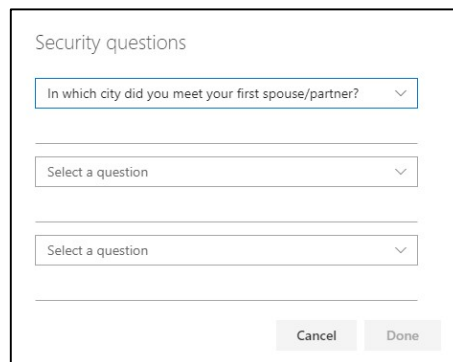 Security questions
In which city did you meet your first spouse/partner?
Select a question
Select a question
Cancel Done